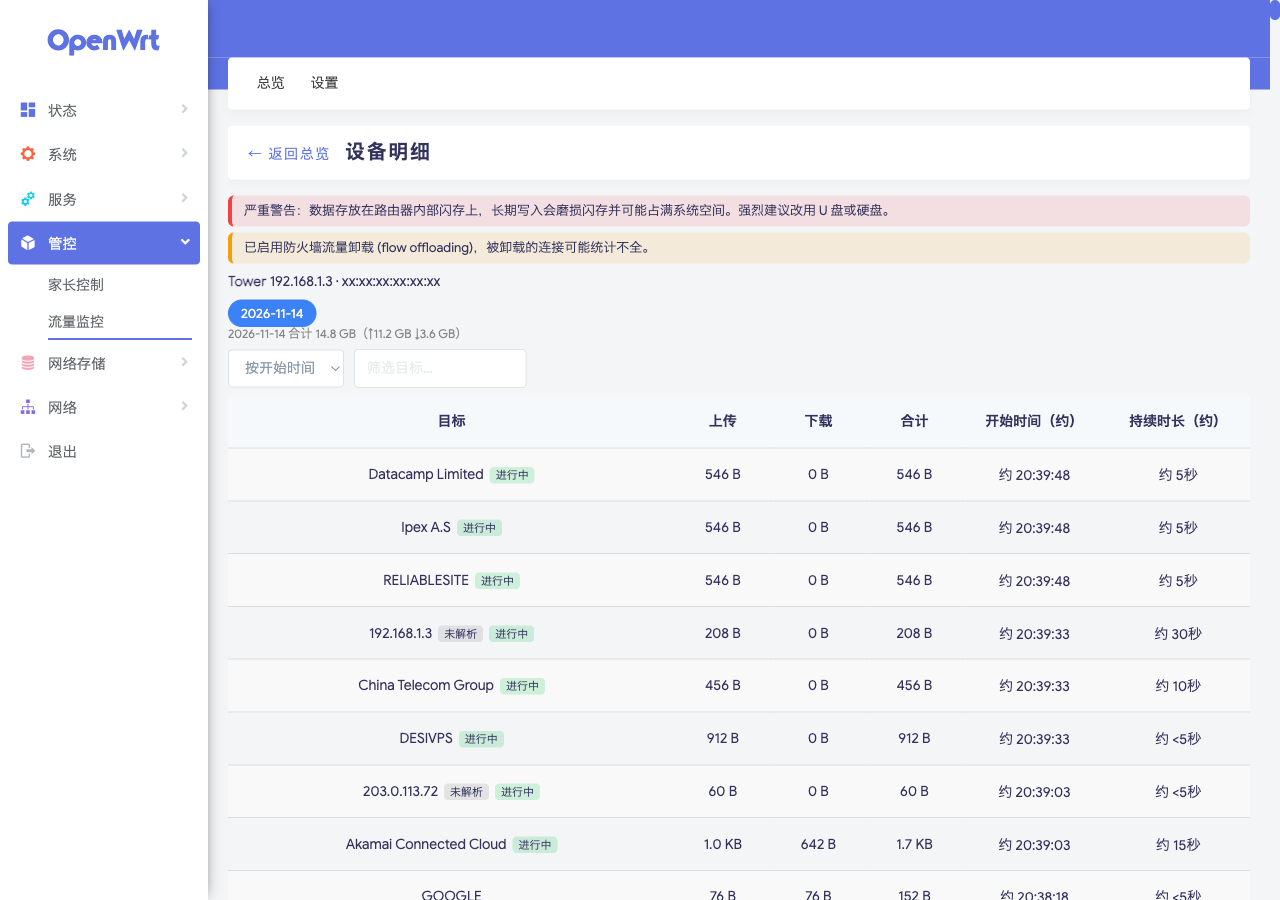 OpenWrt
状态
系统
服务
管控
家长控制
流量监控
网络存储
网络
退出
总览 设置
← 返回总览 设备明细
严重警告：数据存放在路由器内部闪存上，长期写入会磨损闪存并可能占满系统空间。强烈建议改用 U 盘或硬盘。
已启用防火墙流量卸载 (flow offloading)，被卸载的连接可能统计不全。
Tower 192.168.1.3 · xx:xx:xx:xx:xx:xx
2026-11-14
2026-11-14 合计 14.8 GB（↑11.2 GB ↓3.6 GB）
按开始时间 筛选目标...
目标 上传 下载 合计 开始时间（约） 持续时长（约）
Datacamp Limited 进行中 546 B 0 B 546 B 约 20:39:48 约 5秒
Ipex A.S 进行中 546 B 0 B 546 B 约 20:39:48 约 5秒
RELIABLESITE 进行中 546 B 0 B 546 B 约 20:39:48 约 5秒
192.168.1.3 未解析 进行中 208 B 0 B 208 B 约 20:39:33 约 30秒
China Telecom Group 进行中 456 B 0 B 456 B 约 20:39:33 约 10秒
DESIVPS 进行中 912 B 0 B 912 B 约 20:39:33 约 <5秒
203.0.113.72 未解析 进行中 60 B 0 B 60 B 约 20:39:03 约 <5秒
Akamai Connected Cloud 进行中 1.0 KB 642 B 1.7 KB 约 20:39:03 约 15秒
GOOGLE 76 B 76 B 152 B 约 20:38:18 约 <5秒